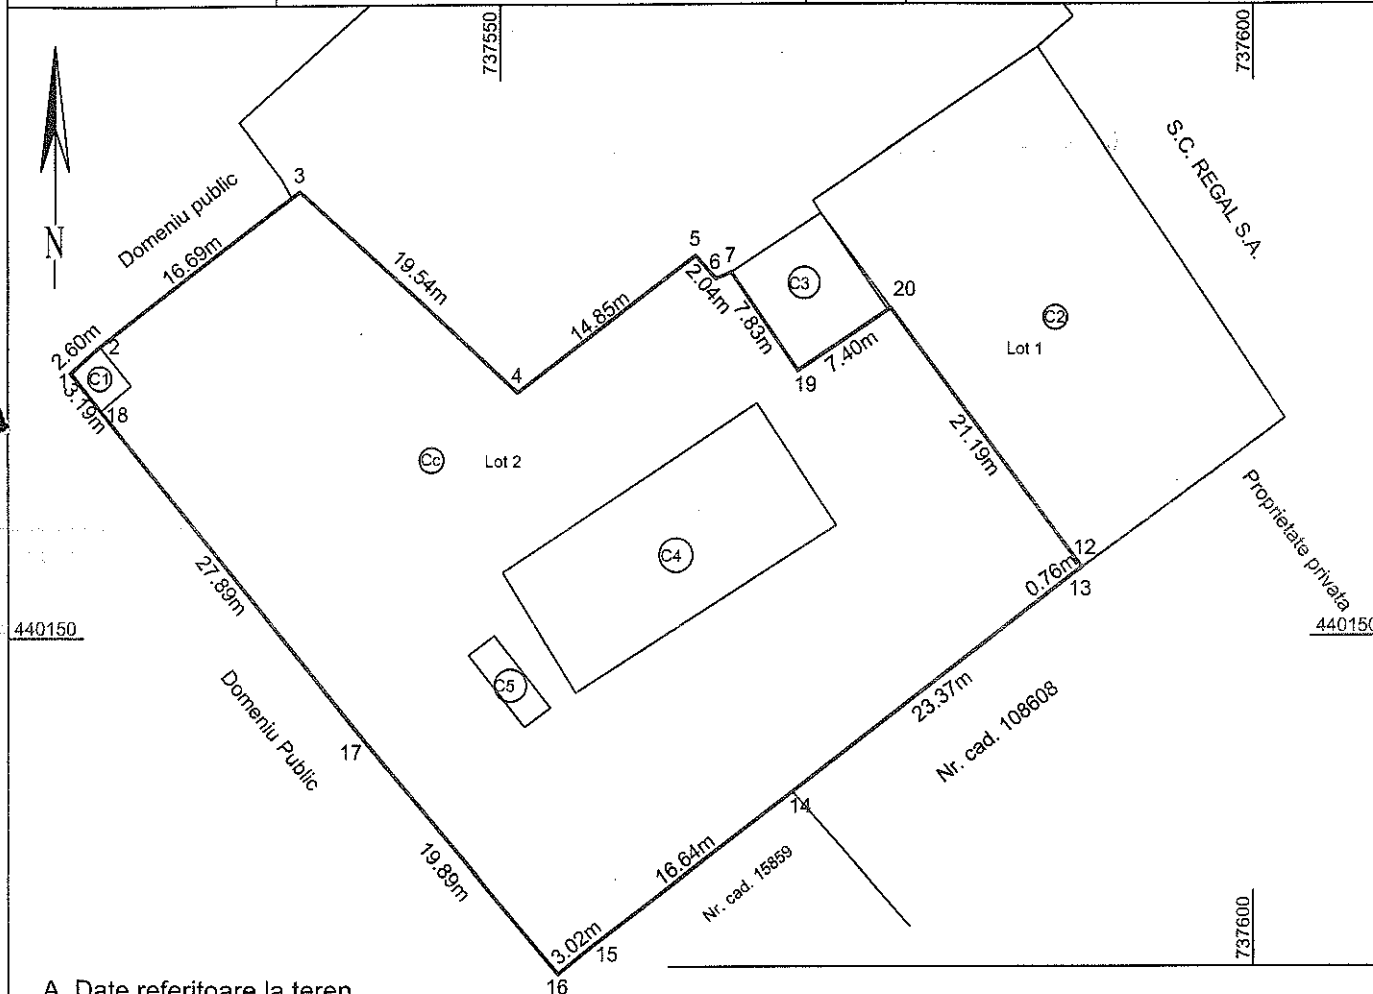 737550
737600
S.C. REGAL S.A.
N
Domeniu public
3
16.69m
19.54m
5
6
7
2.04m
C3
20
C2
14.85m
7.83m
Lot 1
7.40m
2.60m
2
C1
13
3.19m
18
4
19
Cc
Lot 2
21.19m
Proprietate privata
C4
12
0.76m
13
27.89m
440150
440150
C5
Domeniu Public
23.37m
Nr. cad. 108608
17
14
19.89m
16.64m
Nr. cad. 15859
737600
3.02m
15
16
A. Date referitoare la teren